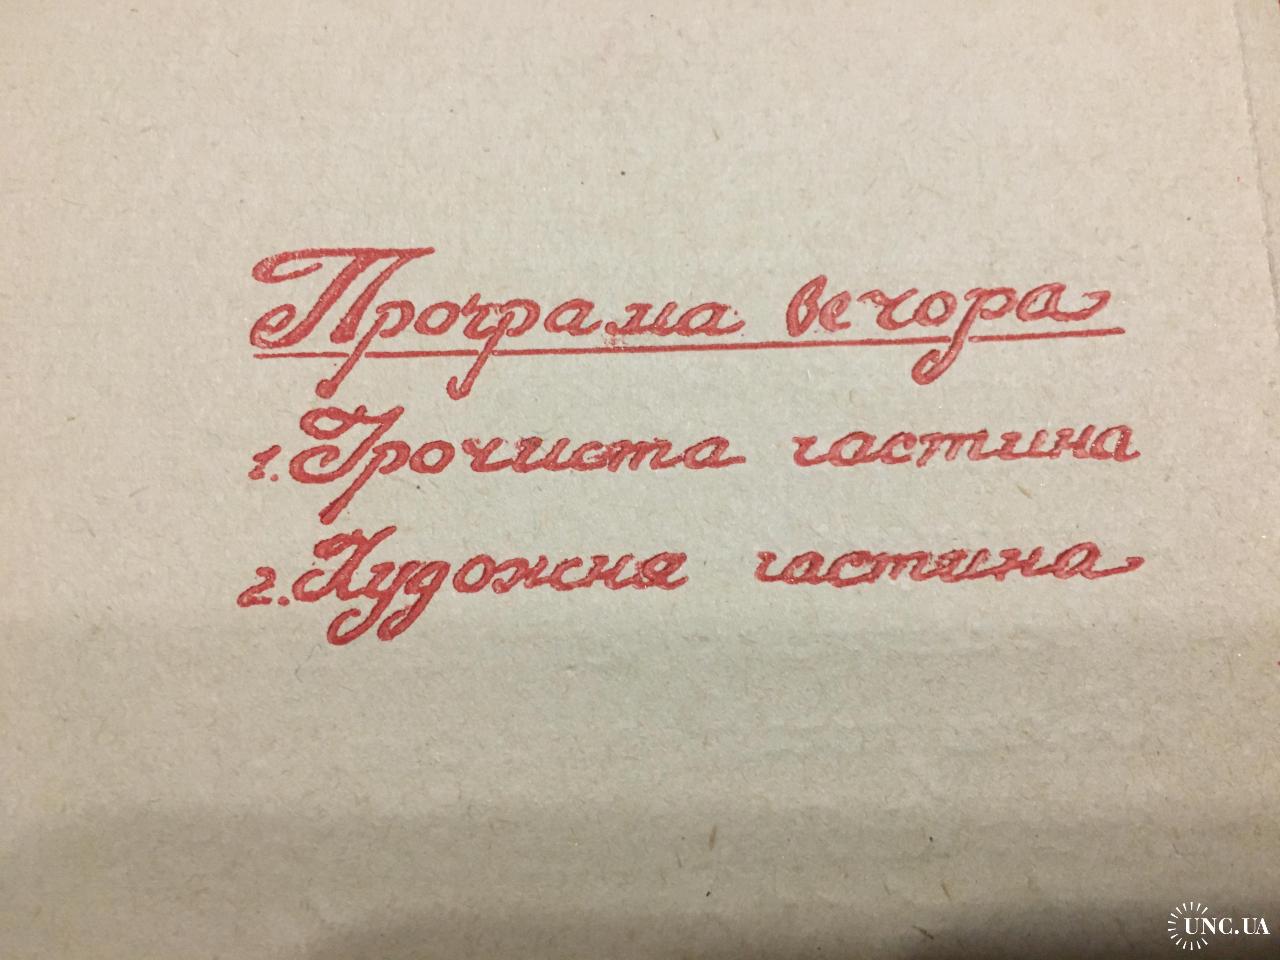 Програма вечора
1. Урочиста частина
2. Художня частина
UNC.UA